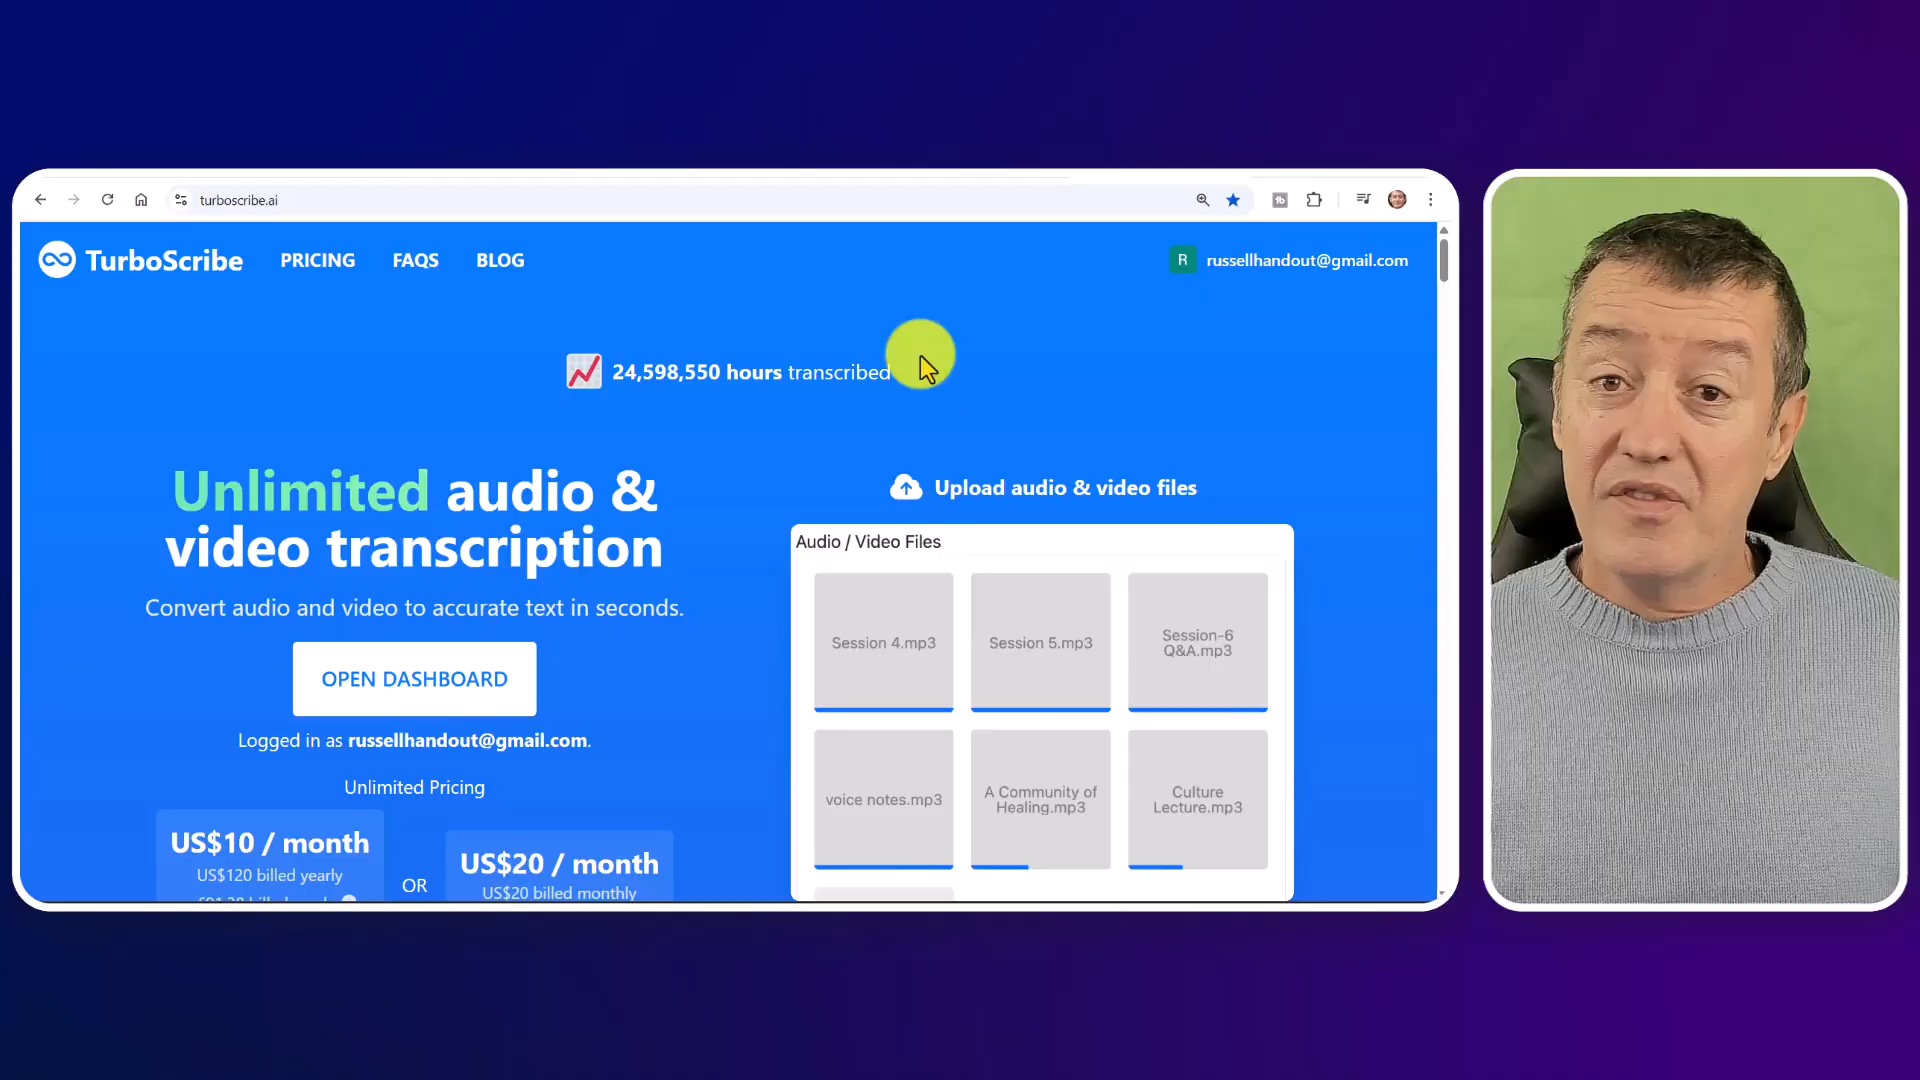 turboscribe.ai
TurboScribe PRICING FAQS BLOG
R russellhandout@gmail.com
24,598,550 hours transcribed
Unlimited audio &
video transcription
Convert audio and video to accurate text in seconds.
OPEN DASHBOARD
Logged in as russellhandout@gmail.com.
Unlimited Pricing
US$10 / month
US$120 billed yearly
OR
US$20 / month
US$20 billed monthly
Upload audio & video files
Audio / Video Files
Session 4.mp3
Session 5.mp3
Session-6
Q&A.mp3
voice notes.mp3
A Community of
Healing.mp3
Culture
Lecture.mp3